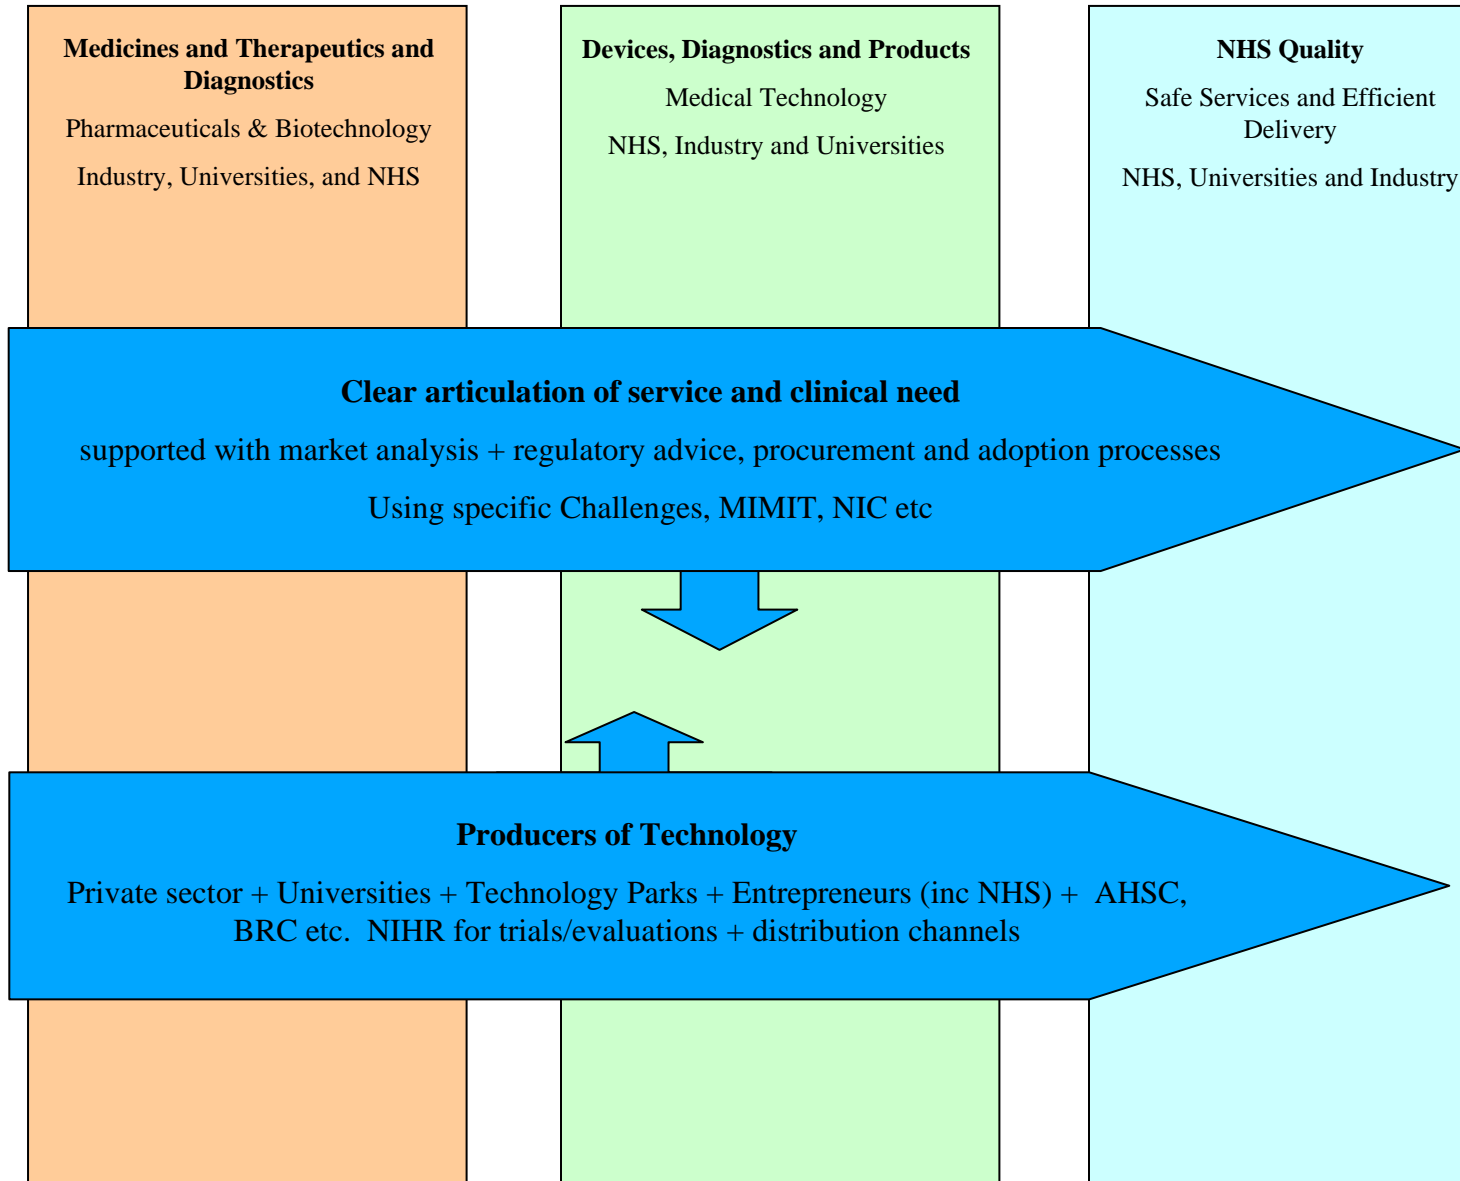 Medicines and Therapeutics and
Diagnostics
Pharmaceuticals & Biotechnology
Industry, Universities, and NHS
Devices, Diagnostics and Products
Medical Technology
NHS, Industry and Universities
NHS Quality
Safe Services and Efficient
Delivery
NHS, Universities and Industry
Clear articulation of service and clinical need
supported with market analysis + regulatory advice, procurement and adoption processes
Using specific Challenges, MIMIT, NIC etc
Producers of Technology
Private sector + Universities + Technology Parks + Entrepreneurs (inc NHS) +  AHSC,
BRC etc.  NIHR for trials/evaluations + distribution channels